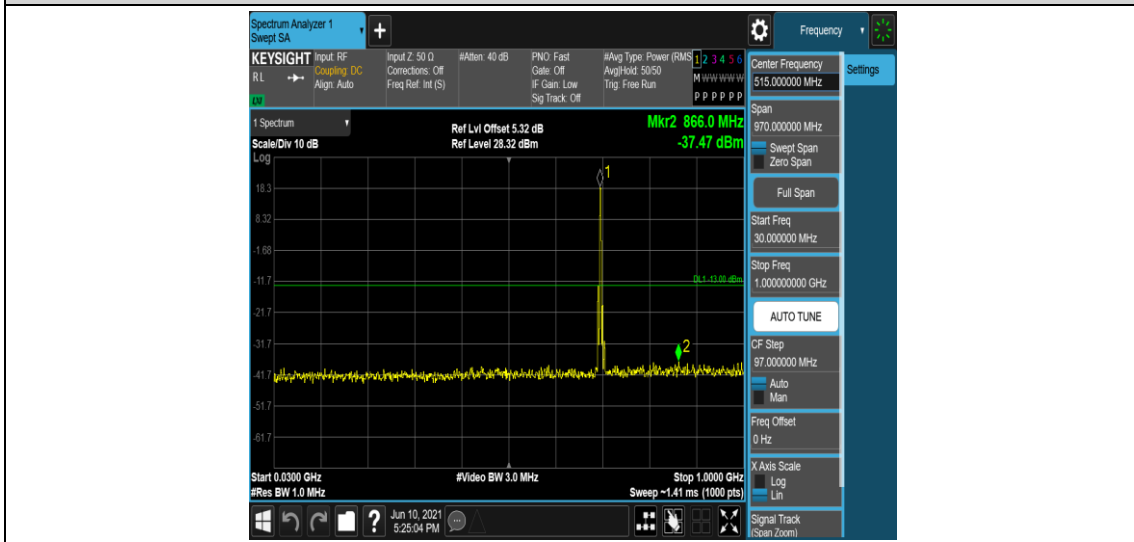 Spectrum Analyzer 1
Swept SA
+
Frequency
KEYSIGHT
RL
LXI
Input: RF
Coupling: DC
Align: Auto
Input Z: 50 Ω
Corrections: Off
Freq Ref: Int (S)
#Atten: 40 dB
PNO: Fast
Gate: Off
IF Gain: Low
Sig Track: Off
#Avg Type: Power (RMS
Avg|Hold: 50/50
Trig: Free Run
1 2 3 4 5 6
M W W W W W
P P P P P P
1 Spectrum
Scale/Div 10 dB
Ref Lvl Offset 5.32 dB
Ref Level 28.32 dBm
Mkr2 866.0 MHz
-37.47 dBm
Log
18.3
8.32
-1.68
-11.7
-21.7
-31.7
-41.7
-51.7
-61.7
1
DL1 -13.00 dBm
2
Start 0.0300 GHz
#Res BW 1.0 MHz
#Video BW 3.0 MHz
Stop 1.0000 GHz
Sweep ~1.41 ms (1000 pts)
?
Jun 10, 2021
5:25:04 PM
Center Frequency
515.000000 MHz
Settings
Span
970.000000 MHz
Swept Span
Zero Span
Full Span
Start Freq
30.000000 MHz
Stop Freq
1.000000000 GHz
AUTO TUNE
CF Step
97.000000 MHz
Auto
Man
Freq Offset
0 Hz
X Axis Scale
Log
Lin
Signal Track
(Span Zoom)